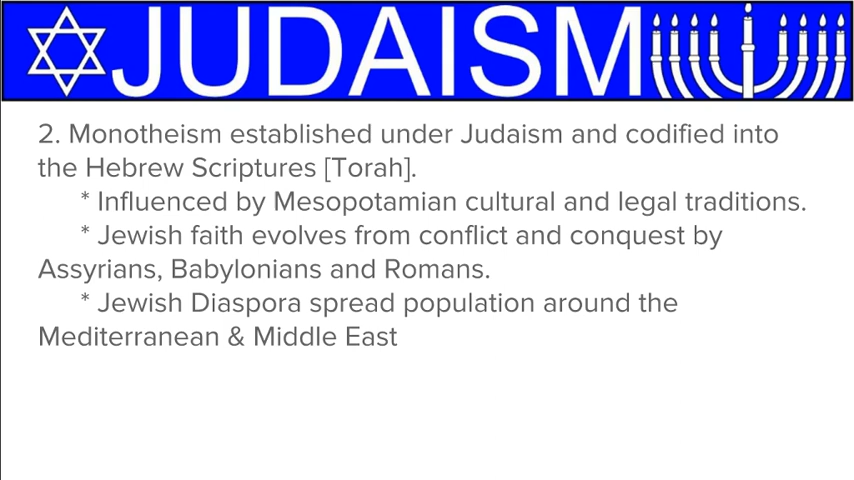 JUDAISM
2. Monotheism established under Judaism and codified into
the Hebrew Scriptures [Torah].
* Influenced by Mesopotamian cultural and legal traditions.
* Jewish faith evolves from conflict and conquest by
Assyrians, Babylonians and Romans.
* Jewish Diaspora spread population around the
Mediterranean & Middle East